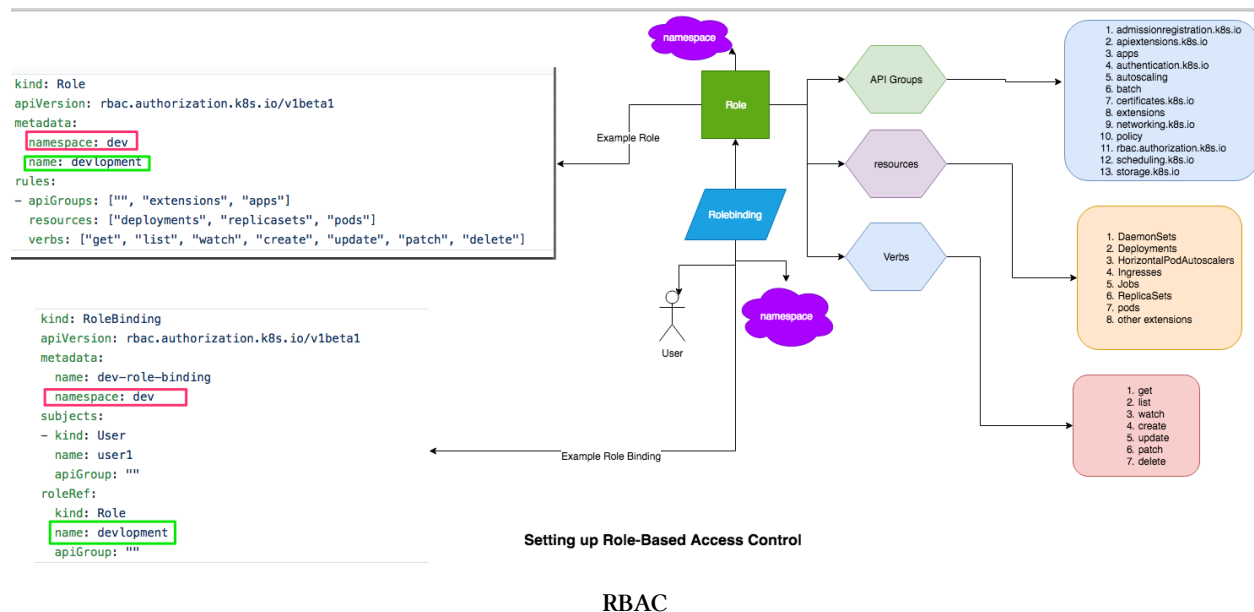 kind: Role
apiVersion: rbac.authorization.k8s.io/v1beta1
metadata:
  namespace: dev
  name: devlopment
rules:
- apiGroups: ["", "extensions", "apps"]
  resources: ["deployments", "replicasets", "pods"]
  verbs: ["get", "list", "watch", "create", "update", "patch", "delete"]
kind: RoleBinding
apiVersion: rbac.authorization.k8s.io/v1beta1
metadata:
  name: dev-role-binding
  namespace: dev
subjects:
- kind: User
  name: user1
  apiGroup: ""
roleRef:
  kind: Role
  name: devlopment
  apiGroup: ""
namespace
Role
Example Role
Rolebinding
User
namespace
Example Role Binding
API Groups
resources
Verbs
1. admissionregistration.k8s.io
2. apiextensions.k8s.io
3. apps
4. authentication.k8s.io
5. autoscaling
6. batch
7. certificates.k8s.io
8. extensions
9. networking.k8s.io
10. policy
11. rbac.authorization.k8s.io
12. scheduling.k8s.io
13. storage.k8s.io
1. DaemonSets
2. Deployments
3. HorizontalPodAutoscalers
4. Ingresses
5. Jobs
6. ReplicaSets
7. pods
8. other extensions
1. get
2. list
3. watch
4. create
5. update
6. patch
7. delete
Setting up Role-Based Access Control
RBAC